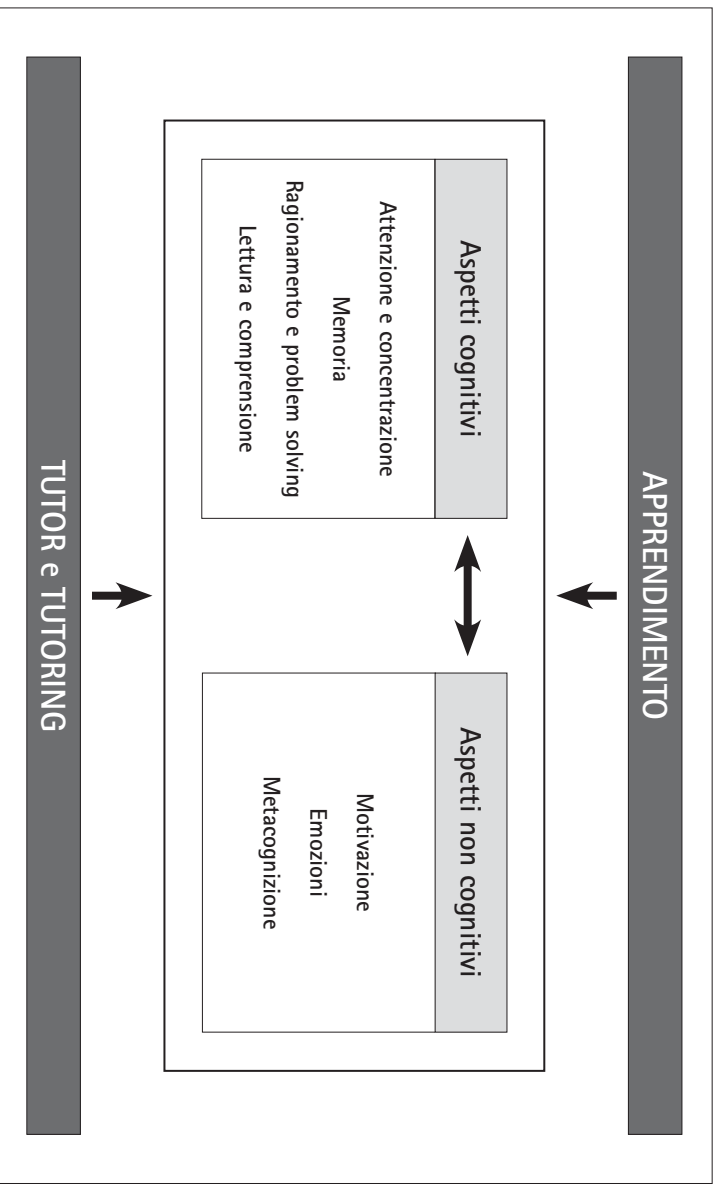 APPRENDIMENTO
Aspetti cognitivi
Attenzione e concentrazione
Memoria
Ragionamento e problem solving
Lettura e comprensione
Aspetti non cognitivi
Motivazione
Emozioni
Metacognizione
TUTOR e TUTORING